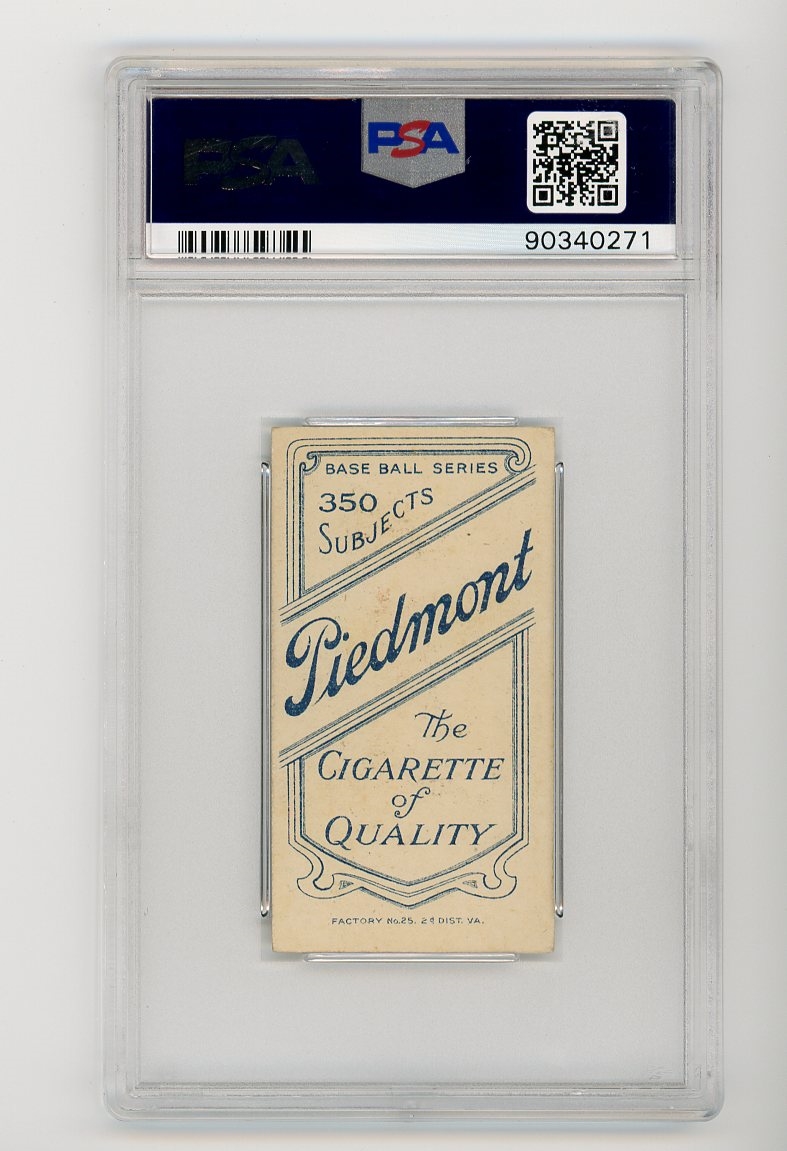 PSA
PSA
90340271
BASE BALL SERIES
350
SUBJECTS
Piedmont
The
CIGARETTE
of
QUALITY
FACTORY No.25. 2d DIST. VA.